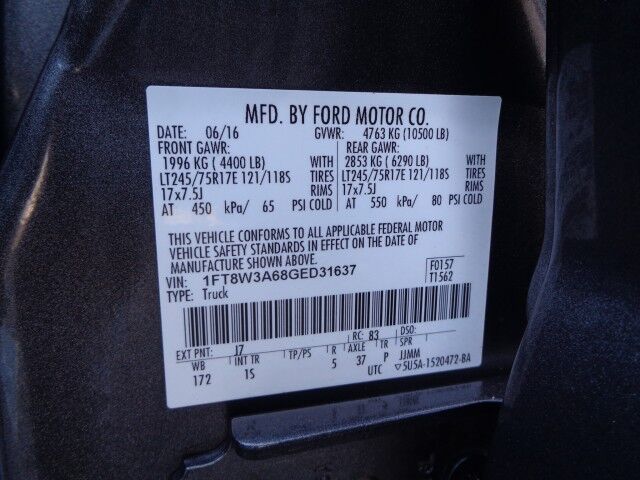 MFD. BY FORD MOTOR CO.
DATE: 06/16 GVWR: 4763 KG (10500 LB)
FRONT GAWR: REAR GAWR:
1996 KG ( 4400 LB) WITH 2853 KG ( 6290 LB) WITH
LT245/75R17E 121/118S TIRES LT245/75R17E 121/118S TIRES
17x7.5J RIMS 17x7.5J RIMS
AT 450 kPa/ 65 PSI COLD AT 550 kPa/ 80 PSI COLD
THIS VEHICLE CONFORMS TO ALL APPLICABLE FEDERAL MOTOR
VEHICLE SAFETY STANDARDS IN EFFECT ON THE DATE OF
MANUFACTURE SHOWN ABOVE.
VIN: 1FT8W3A68GED31637 F0157
TYPE: Truck T1562
EXT PNT: J7 RC: 83 DSO:
WB INT TR TP/PS R AXLE TR SPR
172 1S 5 37 P JJMM
UTC ▽5U5A-1520472-BA